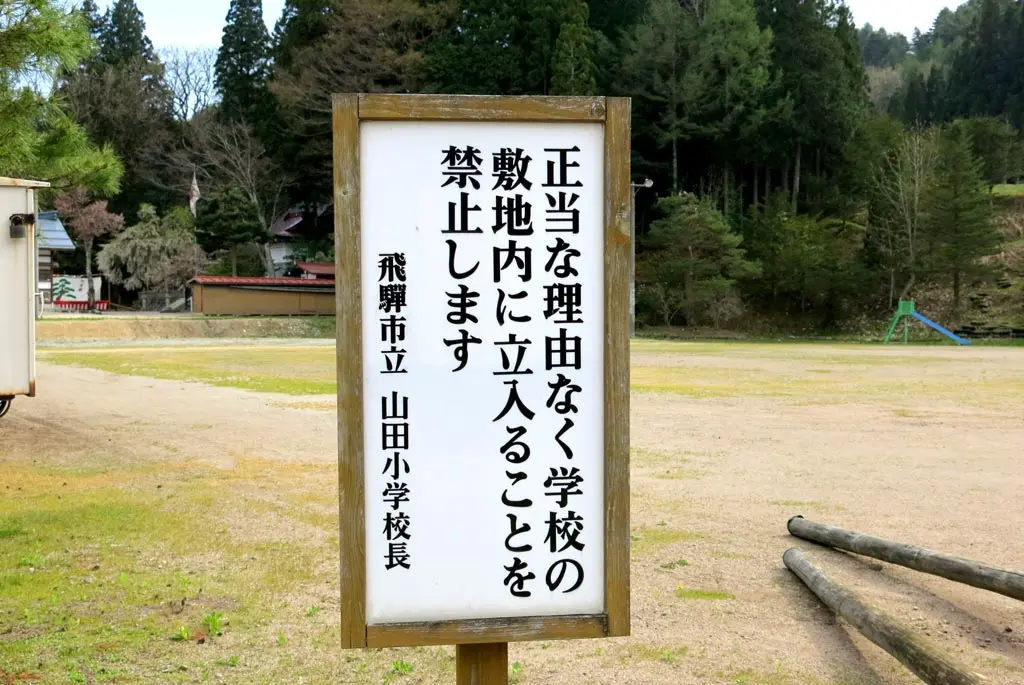 正当な理由なく学校の
敷地内に立入ることを
禁止します
飛騨市立 山田小学校長